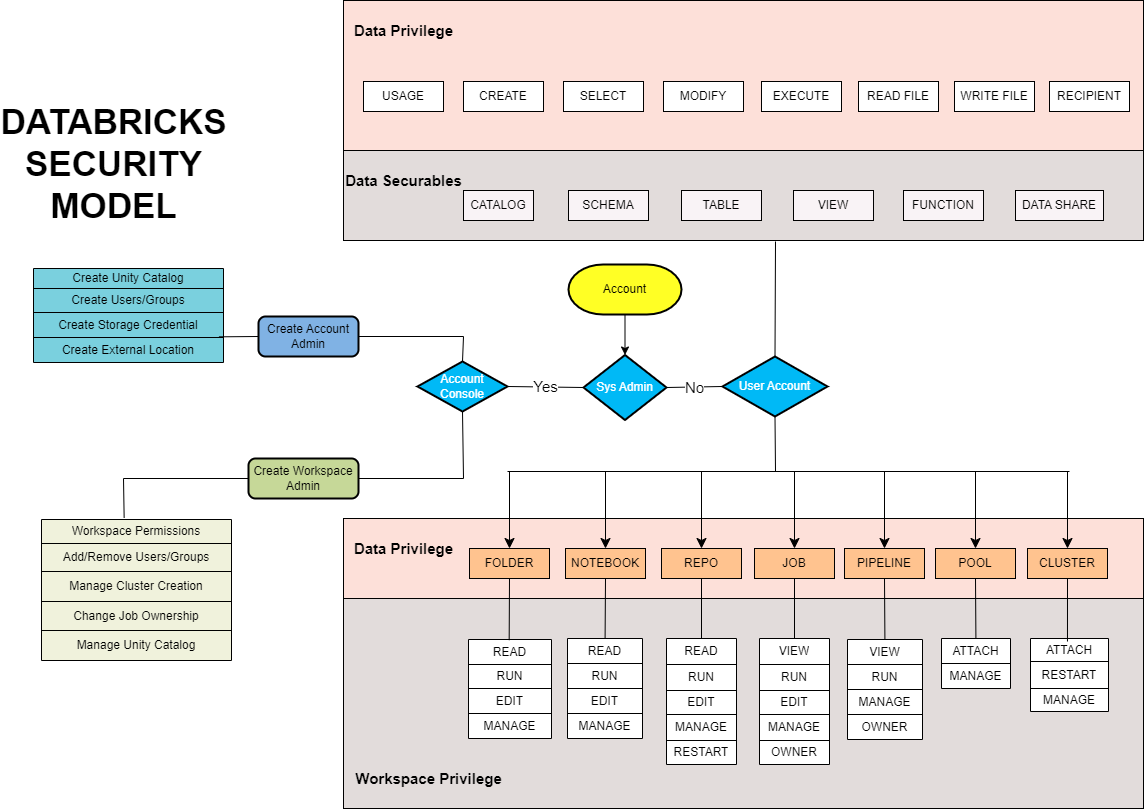 DATABRICKS
SECURITY
MODEL
Data Privilege
USAGE
CREATE
SELECT
MODIFY
EXECUTE
READ FILE
WRITE FILE
RECIPIENT
Data Securables
CATALOG
SCHEMA
TABLE
VIEW
FUNCTION
DATA SHARE
Create Unity Catalog
Create Users/Groups
Create Storage Credential
Create External Location
Create Account
Admin
Account
Account
Console
Yes
Sys Admin
No
User Account
Create Workspace
Admin
Workspace Permissions
Add/Remove Users/Groups
Manage Cluster Creation
Change Job Ownership
Manage Unity Catalog
Data Privilege
FOLDER
NOTEBOOK
REPO
JOB
PIPELINE
POOL
CLUSTER
READ
RUN
EDIT
MANAGE
READ
RUN
EDIT
MANAGE
READ
RUN
EDIT
MANAGE
RESTART
VIEW
RUN
EDIT
MANAGE
OWNER
VIEW
RUN
MANAGE
OWNER
ATTACH
MANAGE
ATTACH
RESTART
MANAGE
Workspace Privilege